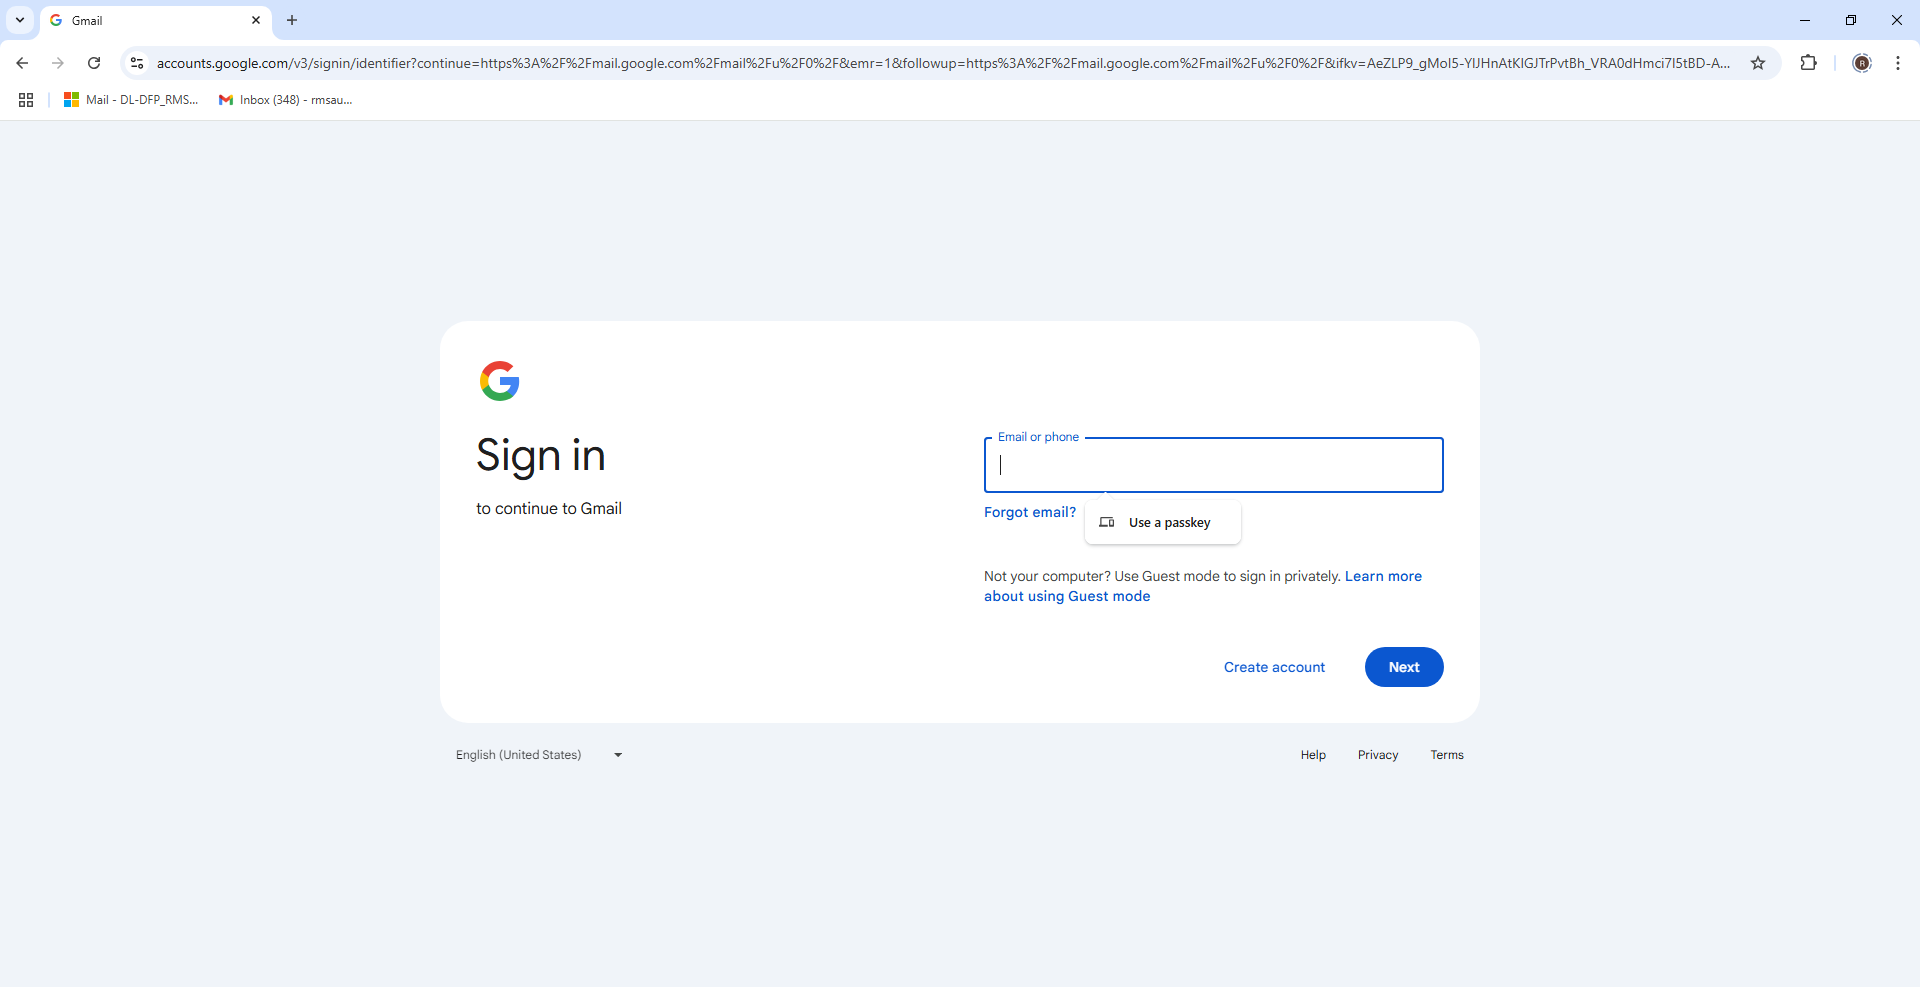 Gmail
accounts.google.com/v3/signin/identifier?continue=https%3A%2F%2Fmail.google.com%2Fmail%2Fu%2F0%2F&emr=1&followup=https%3A%2F%2Fmail.google.com%2Fmail%2Fu%2F0%2F&ifkv=AeZLP9_gMoI5-YIJHnAtKIGJTrPvtBh_VRA0dHmci7I5tBD-A...
R
Mail - DL-DFP_RMS... Inbox (348) - rmsau...
Sign in
to continue to Gmail
Email or phone
Forgot email?
Use a passkey
Not your computer? Use Guest mode to sign in privately. Learn more
about using Guest mode
Create account Next
English (United States) Help Privacy Terms